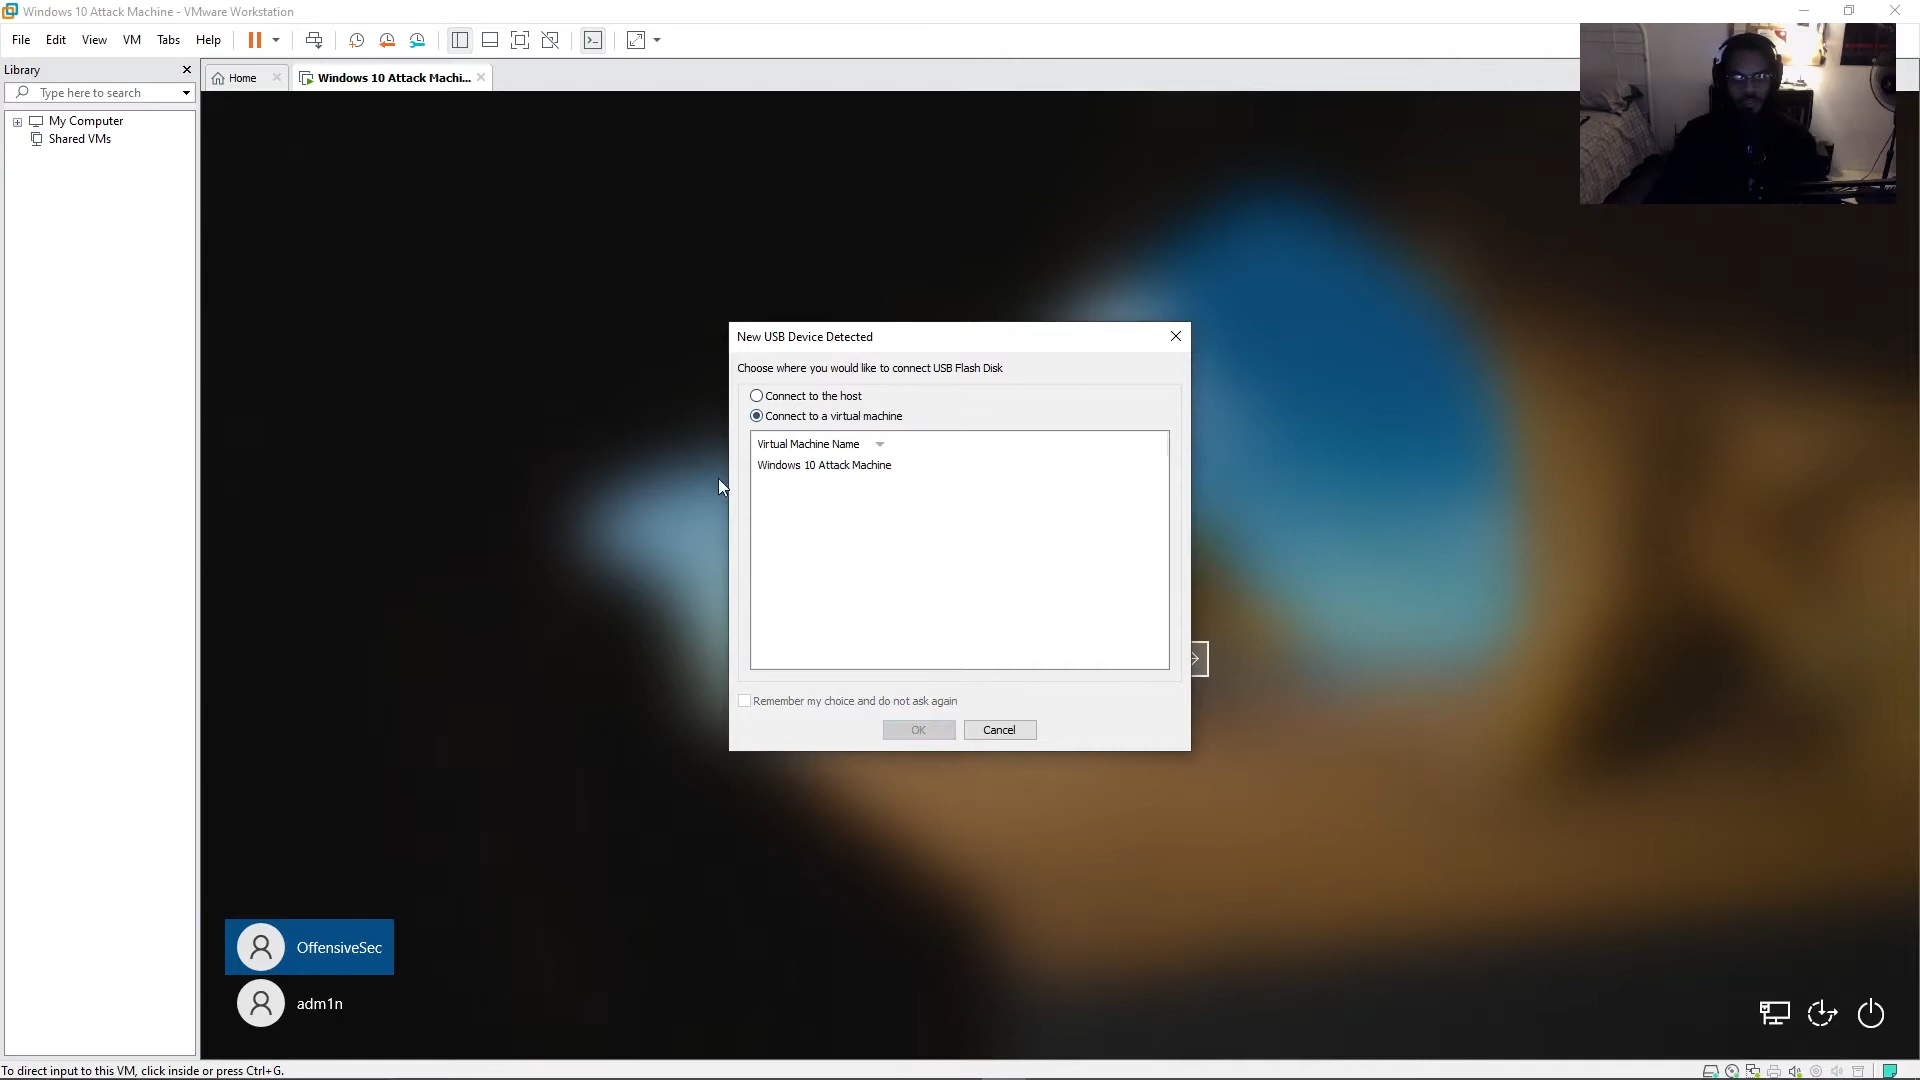 Windows 10 Attack Machine - VMware Workstation
File Edit View VM Tabs Help
Library
Home
Windows 10 Attack Machi...
Type here to search
My Computer
Shared VMs
New USB Device Detected
Choose where you would like to connect USB Flash Disk
Connect to the host
Connect to a virtual machine
Virtual Machine Name
Windows 10 Attack Machine
Remember my choice and do not ask again
OK
Cancel
OffensiveSec
adm1n
To direct input to this VM, click inside or press Ctrl+G.